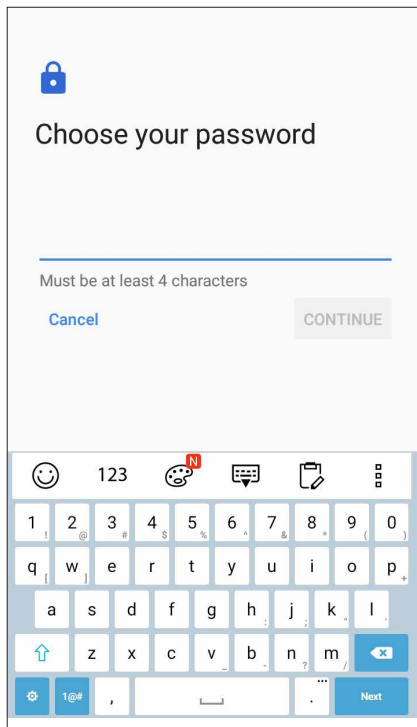 Choose your password
Must be at least 4 characters
Cancel CONTINUE
123 N
1 ! 2 @ 3 # 4 $ 5 % 6 ^ 7 & 8 * 9 ( 0 )
q [ w ] e r t y u i o p +
a s d f g h : j ; k " l '
z x c v _ b - n ? m /
1@# , . ... Next